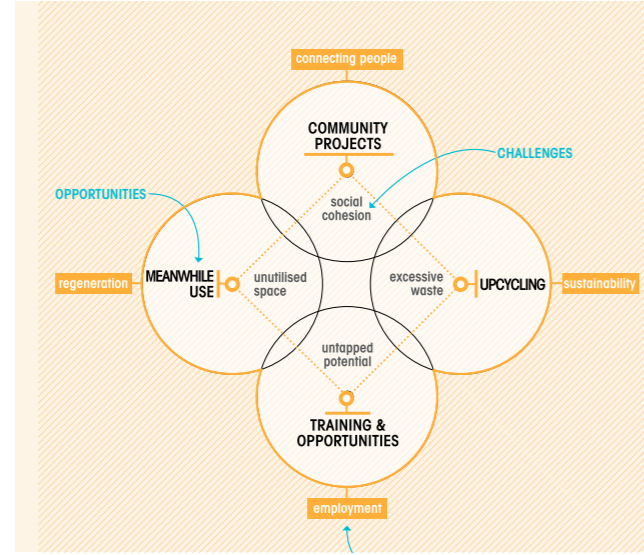 connecting people
COMMUNITY
PROJECTS
CHALLENGES
OPPORTUNITIES
social
cohesion
regeneration
MEANWHILE
USE
unutilised
space
excessive
waste
UPCYCLING
sustainability
untapped
potential
TRAINING &
OPPORTUNITIES
employment